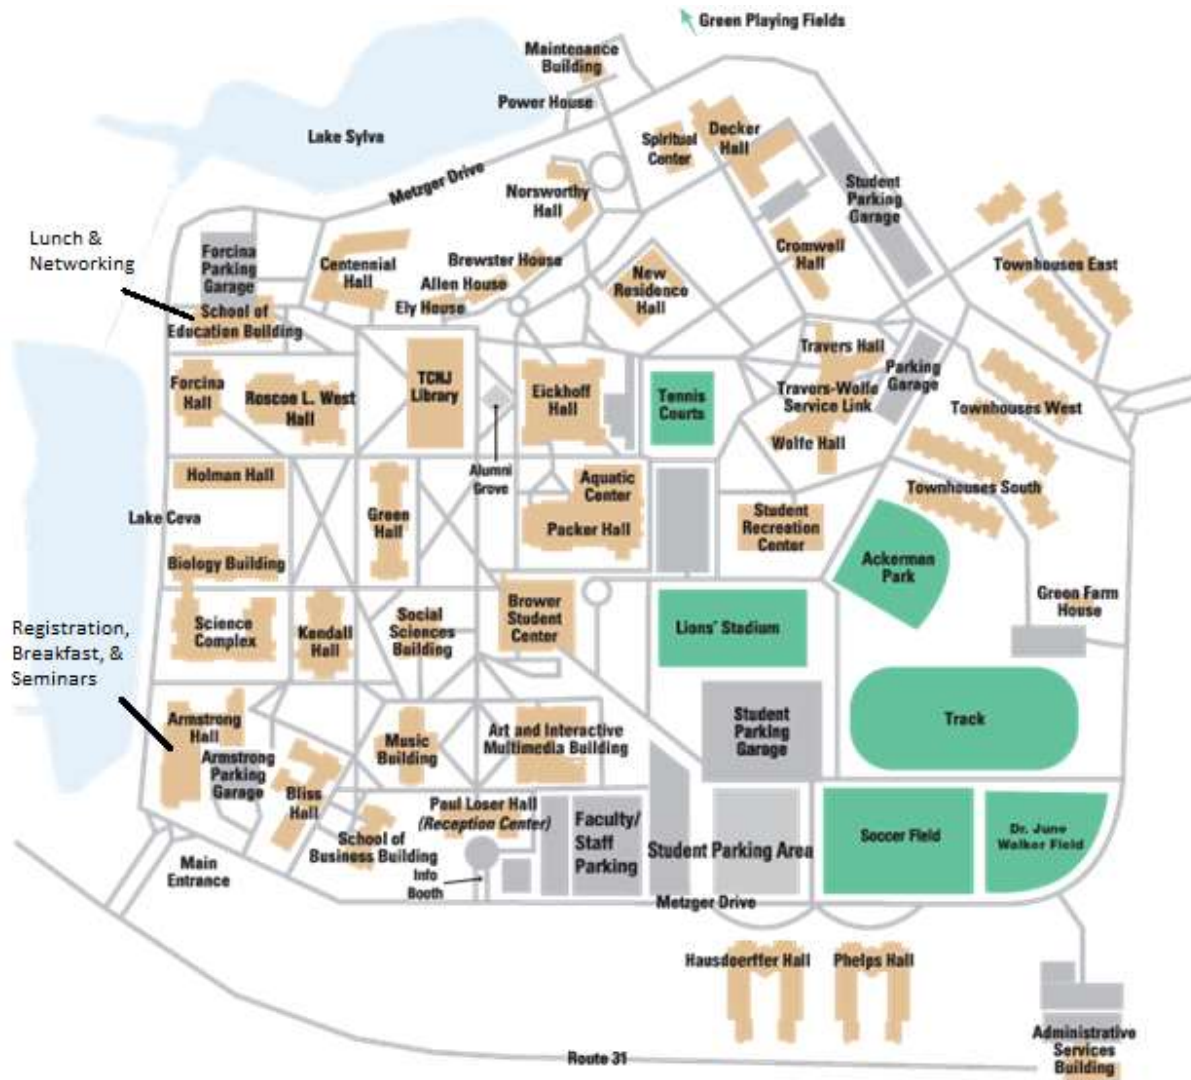 Green Playing Fields
Maintenance
Building
Power House
Lake Sylva
Spiritual
Center
Decker
Hall
Metzger Drive
Norsworthy
Hall
Student
Parking
Garage
Lunch &
Networking
Forcina
Parking
Garage
Centennial
Hall
Brewster House
Allen House
Ely House
New
Residence
Hall
Cromwell
Hall
Townhouses East
School of
Education Building
Travers Hall
Parking
Garage
Forcina
Hall
Roscoe L. West
Hall
TCNJ
Library
Eickhoff
Hall
Tennis
Courts
Travers-Wolfe
Service Link
Townhouses West
Wolfe Hall
Alumni
Grove
Holman Hall
Aquatic
Center
Packer Hall
Townhouses South
Lake Ceva
Green
Hall
Student
Recreation
Center
Biology Building
Ackerman
Park
Green Farm
House
Registration,
Breakfast, &
Seminars
Science
Complex
Kendall
Hall
Social
Sciences
Building
Brower
Student
Center
Lions' Stadium
Armstrong
Hall
Armstrong
Parking
Garage
Music
Building
Art and Interactive
Multimedia Building
Student
Parking
Garage
Track
Bliss
Hall
Paul Loser Hall
(Reception Center)
School of
Business Building
Info
Booth
Faculty/
Staff
Parking
Student Parking Area
Soccer Field
Dr. June
Walker Field
Main
Entrance
Metzger Drive
Hausdoerffer Hall
Phelps Hall
Route 31
Administrative
Services
Building